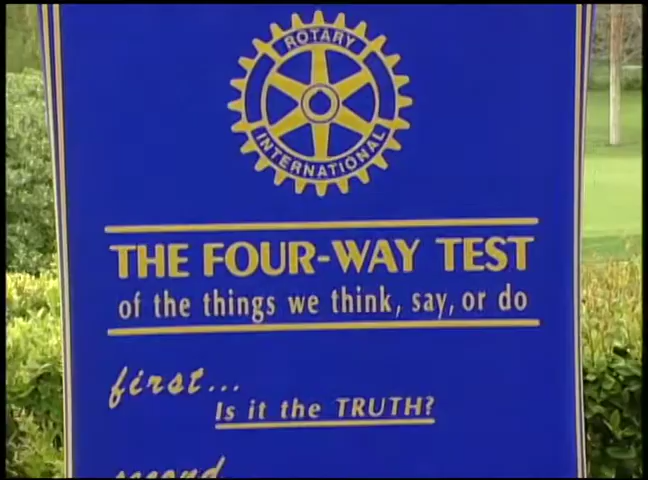 ROTARY
INTERNATIONAL
THE FOUR-WAY TEST
of the things we think, say, or do
first...
Is it the TRUTH?
second